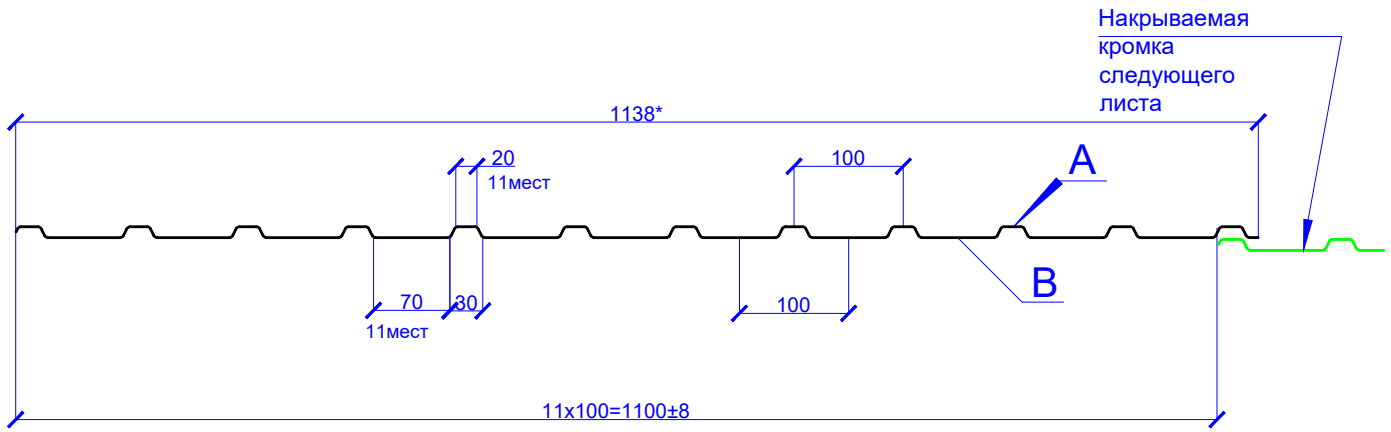 Накрываемая
кромка
следующего
листа
1138*
20
11мест
100
A
70
30
11мест
100
B
11x100=1100±8